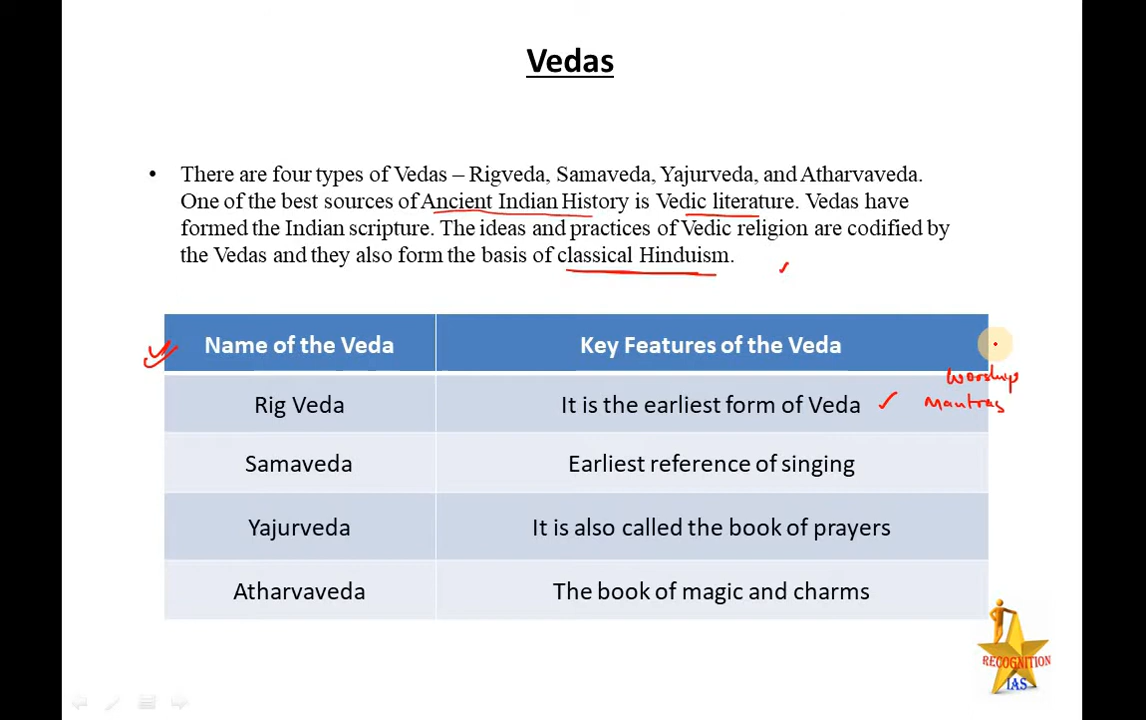 Vedas
• There are four types of Vedas – Rigveda, Samaveda, Yajurveda, and Atharvaveda.
One of the best sources of Ancient Indian History is Vedic literature. Vedas have
formed the Indian scripture. The ideas and practices of Vedic religion are codified by
the Vedas and they also form the basis of classical Hinduism.
Name of the Veda Key Features of the Veda
Worship
Rig Veda It is the earliest form of Veda Mantras
Samaveda Earliest reference of singing
Yajurveda It is also called the book of prayers
Atharvaveda The book of magic and charms
RECOGNITION
IAS